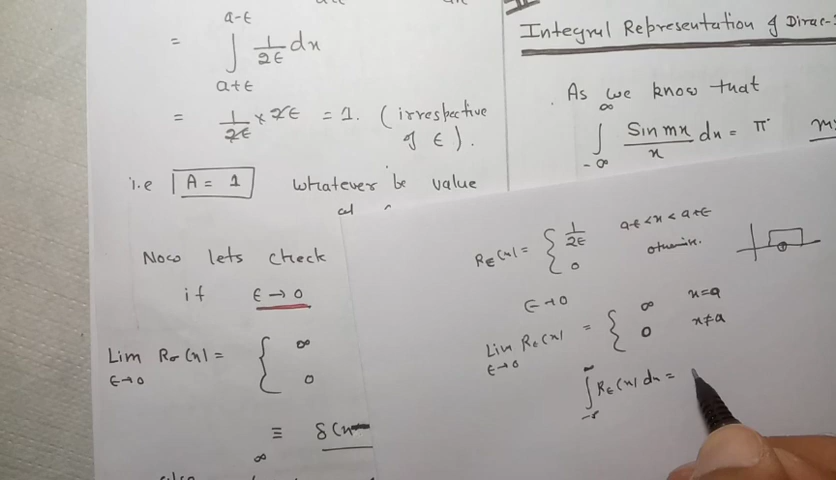 a-ϵ
= ∫ 1/2ϵ dx
a+ϵ
= 1/2ϵ × 2ϵ = 1. (irrespective
of ϵ).
i.e A = 1 whatever be value
Now lets check
if ϵ→0
Lim Rσ(x) = { ∞
ϵ→0 0
≡ δ(x
∞
also
Integral Representation of Dirac-
As we know that
∞
∫ Sin mx/x dx = π
-∞
Rϵ(x) = { 1/2ϵ a-ϵ<x<a+ϵ
0 otherwise.
ϵ→0
Lim Rϵ(x) = { ∞ x=a
ϵ→0 0 x≠a
∞
∫ Rϵ(x) dx =
-∞